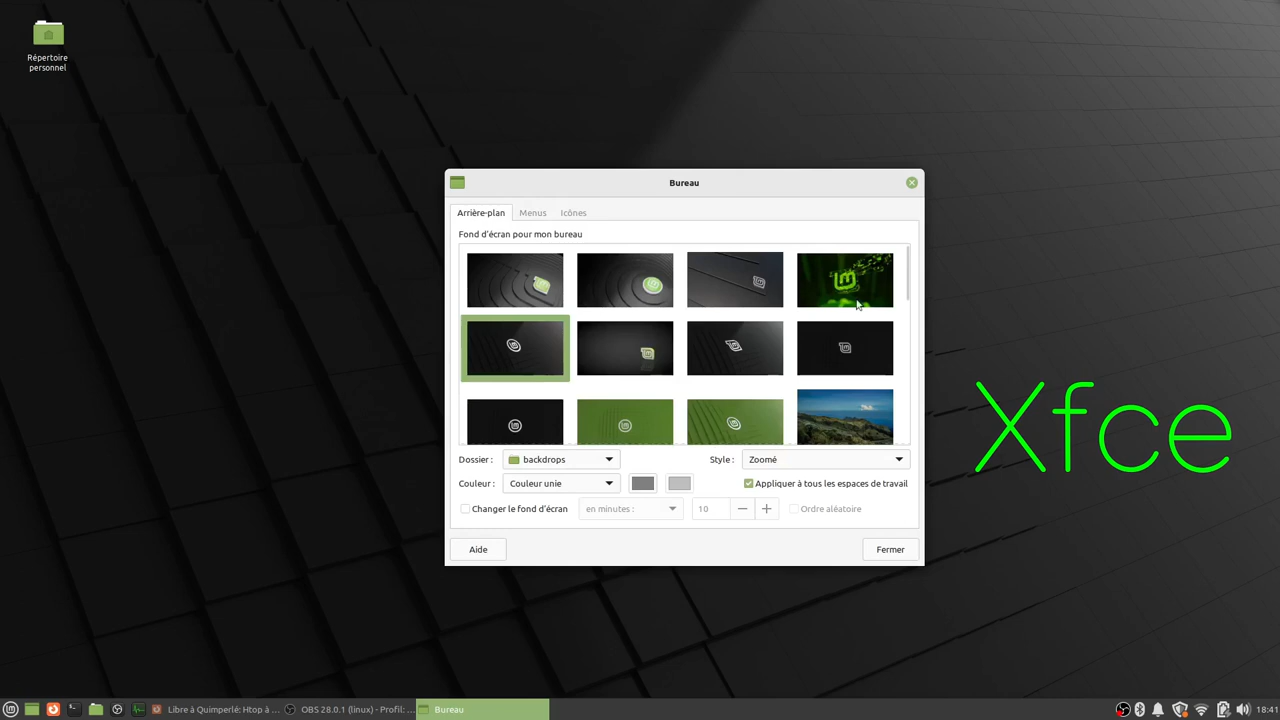 Répertoire
personnel
Bureau
Arrière-plan Menus Icônes
Fond d'écran pour mon bureau
Dossier : backdrops Style : Zoomé
Couleur : Couleur unie Appliquer à tous les espaces de travail
Changer le fond d'écran en minutes : 10 Ordre aléatoire
Aide Fermer
Xfce
Libre à Quimperlé: Htop à ... OBS 28.0.1 (linux) - Profil: ... Bureau 18:41